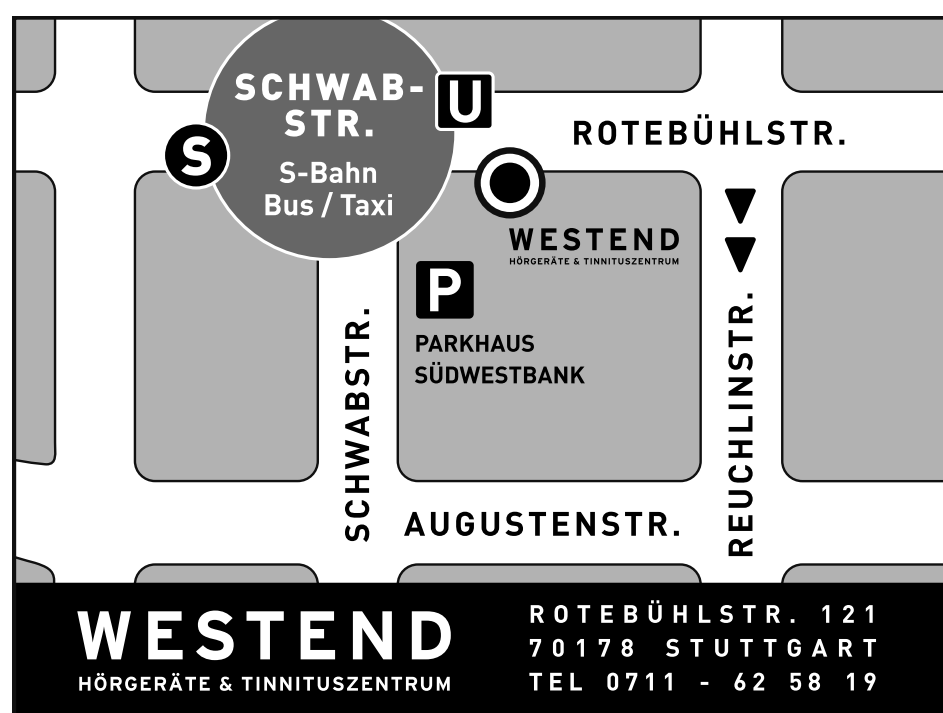 SCHWAB-
STR.
S-Bahn
Bus / Taxi
S
U
ROTEBÜHLSTR.
WESTEND
HÖRGERÄTE & TINNITUSZENTRUM
P
PARKHAUS
SÜDWESTBANK
SCHWABSTR.
REUCHLINSTR.
AUGUSTENSTR.
WESTEND
HÖRGERÄTE & TINNITUSZENTRUM
ROTEBÜHLSTR. 121
70178 STUTTGART
TEL 0711 - 62 58 19